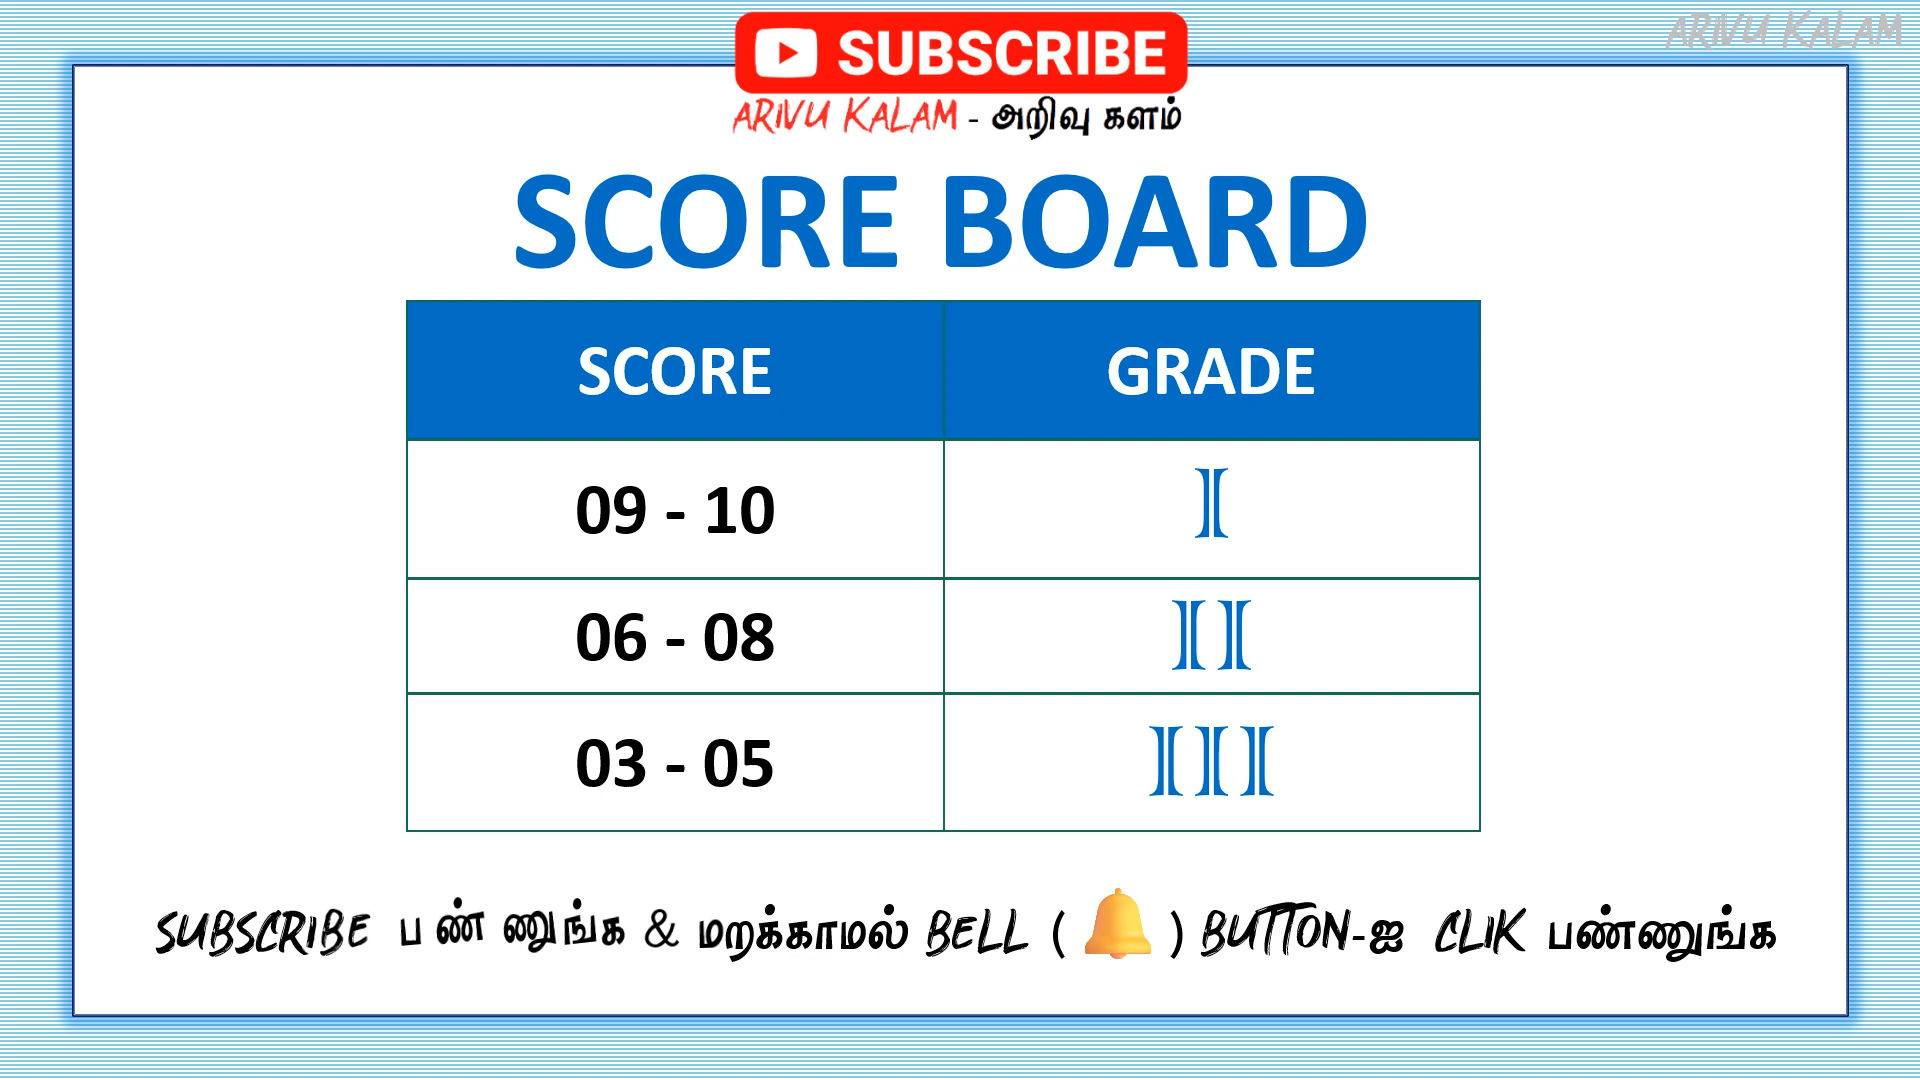 ARIVU KALAM
SUBSCRIBE
ARIVU KALAM - அறிவு களம்
SCORE BOARD
SCORE GRADE
09 - 10 I
06 - 08 II
03 - 05 III
SUBSCRIBE பண்ணுங்க & மறக்காமல் BELL ( 🔔 ) BUTTON-ஐ CLIK பண்ணுங்க